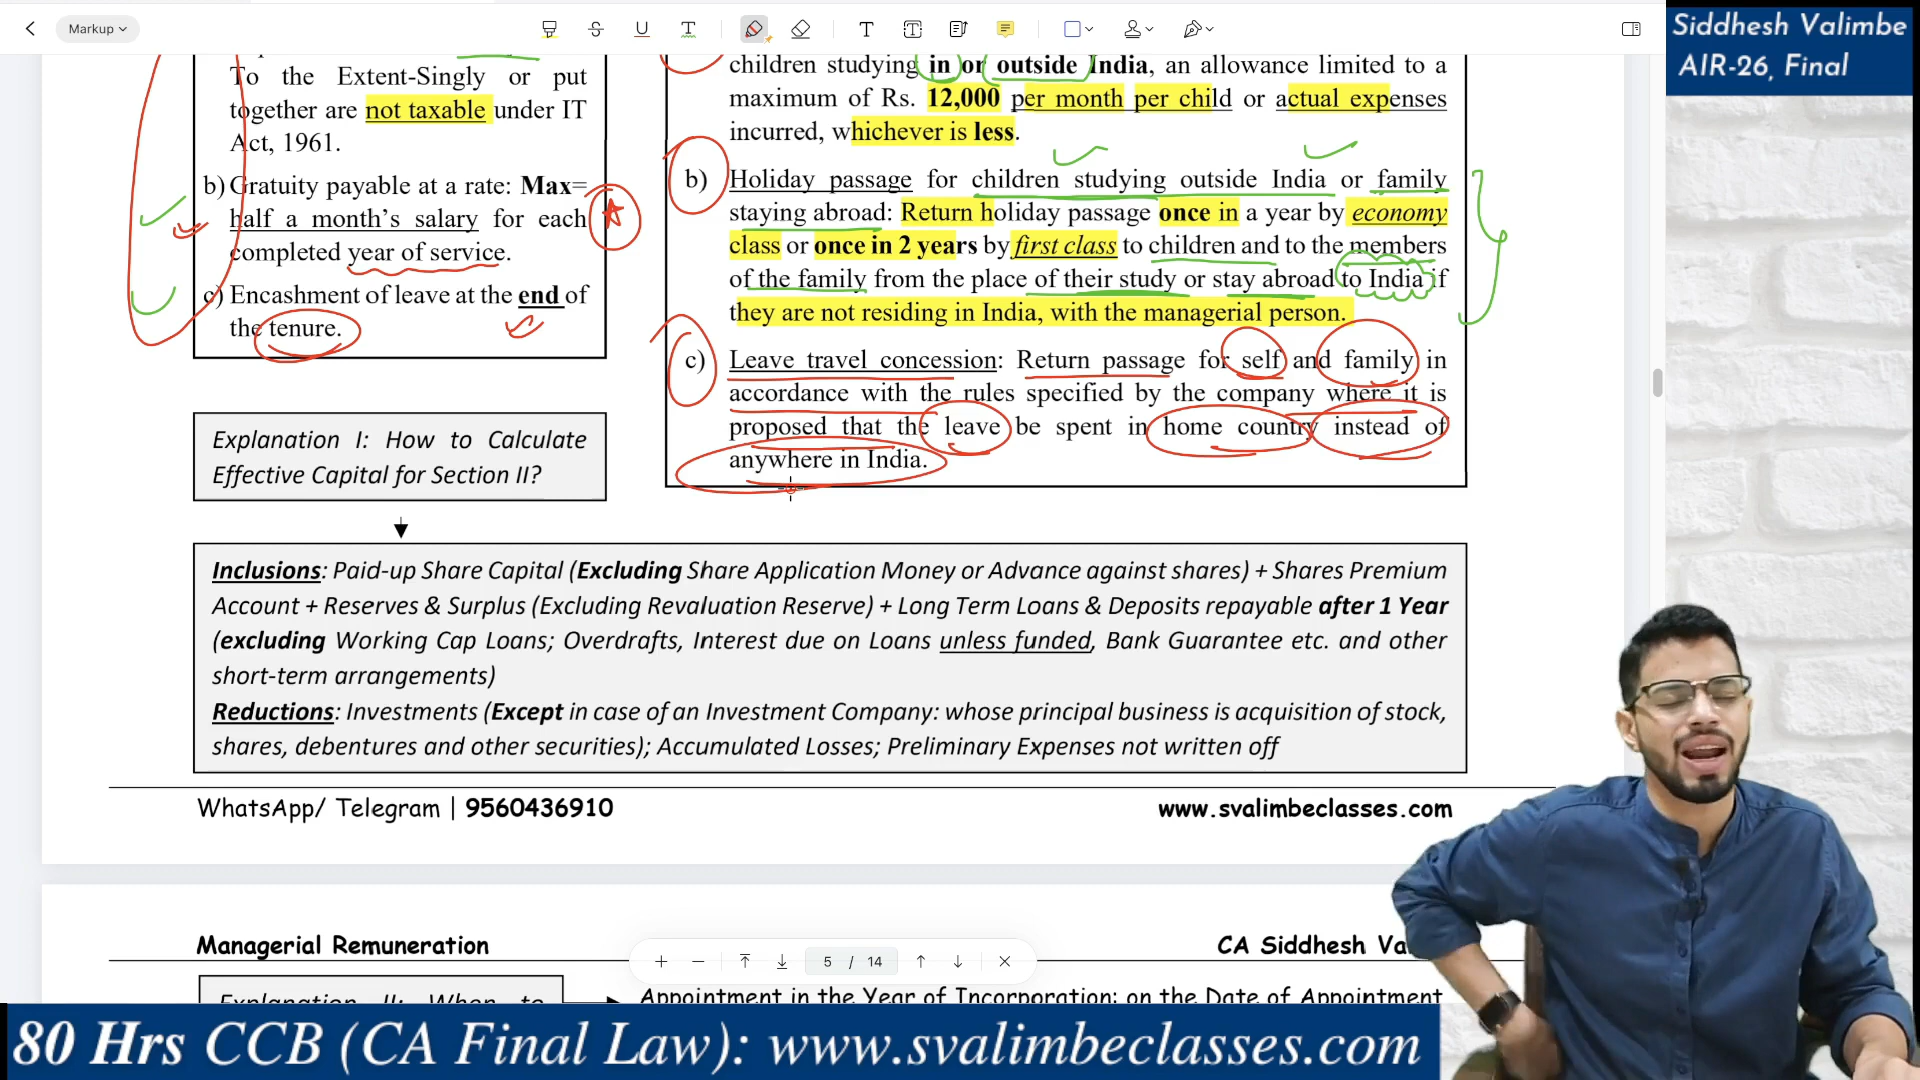 Markup
Siddhesh Valimbe
AIR-26, Final
To the Extent-Singly or put
together are not taxable under IT
Act, 1961.
b) Gratuity payable at a rate: Max=
half a month's salary for each
completed year of service.
c) Encashment of leave at the end of
the tenure.
children studying in or outside India, an allowance limited to a
maximum of Rs. 12,000 per month per child or actual expenses
incurred, whichever is less.
b) Holiday passage for children studying outside India or family
staying abroad: Return holiday passage once in a year by economy
class or once in 2 years by first class to children and to the members
of the family from the place of their study or stay abroad to India if
they are not residing in India, with the managerial person.
c) Leave travel concession: Return passage for self and family in
accordance with the rules specified by the company where it is
proposed that the leave be spent in home country instead of
anywhere in India.
Explanation I: How to Calculate
Effective Capital for Section II?
Inclusions: Paid-up Share Capital (Excluding Share Application Money or Advance against shares) + Shares Premium
Account + Reserves & Surplus (Excluding Revaluation Reserve) + Long Term Loans & Deposits repayable after 1 Year
(excluding Working Cap Loans; Overdrafts, Interest due on Loans unless funded, Bank Guarantee etc. and other
short-term arrangements)
Reductions: Investments (Except in case of an Investment Company: whose principal business is acquisition of stock,
shares, debentures and other securities); Accumulated Losses; Preliminary Expenses not written off
WhatsApp/ Telegram | 9560436910
www.svalimbeclasses.com
Managerial Remuneration
CA Siddhesh Va
5 / 14
Explanation II: When to
Appointment in the Year of Incorporation: on the Date of Appointment
80 Hrs CCB (CA Final Law): www.svalimbeclasses.com